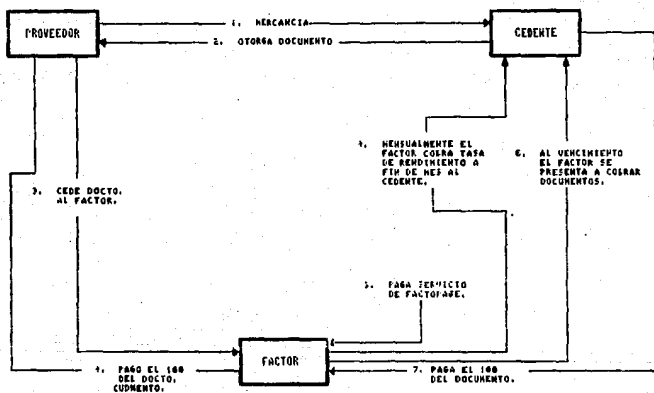 PROVEEDOR
1. MERCANCIA
2. OTORGA DOCUMENTO
CEDENTE
3. CEDE DOCTO.
AL FACTOR.
MENSUALMENTE EL
FACTOR COBRA TASA
DE RENDIMIENTO A
FIN DE MES AL
CEDENTE.
6. AL VENCIMIENTO
EL FACTOR SE
PRESENTA A COBRAR
DOCUMENTOS.
PAGA SERVICIO
DE FACTORAJE.
FACTOR
4. PAGO EL 100
DEL DOCTO.
CUDMENTO.
7. PAGA EL 100
DEL DOCUMENTO.